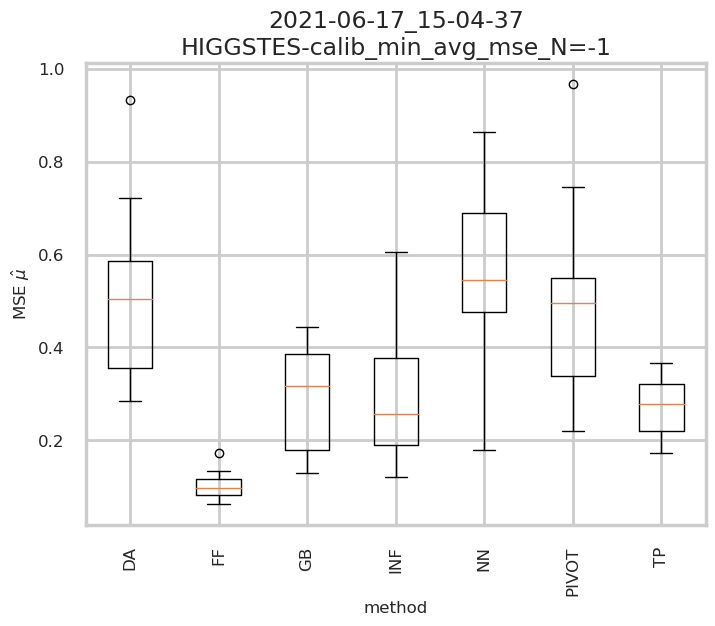 2021-06-17_15-04-37
HIGGSTES-calib_min_avg_mse_N=-1
1.0
0.8
0.6
0.4
0.2
MSE μ̂
DA
FF
GB
INF
NN
PIVOT
TP
method